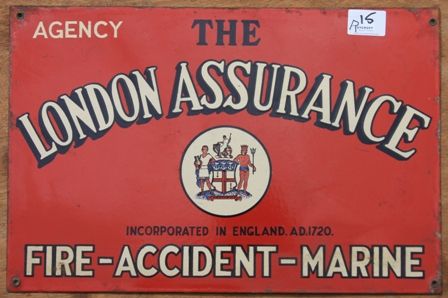 AGENCY
THE
LONDON ASSURANCE
INCORPORATED IN ENGLAND. A.D. 1720.
FIRE-ACCIDENT-MARINE
15